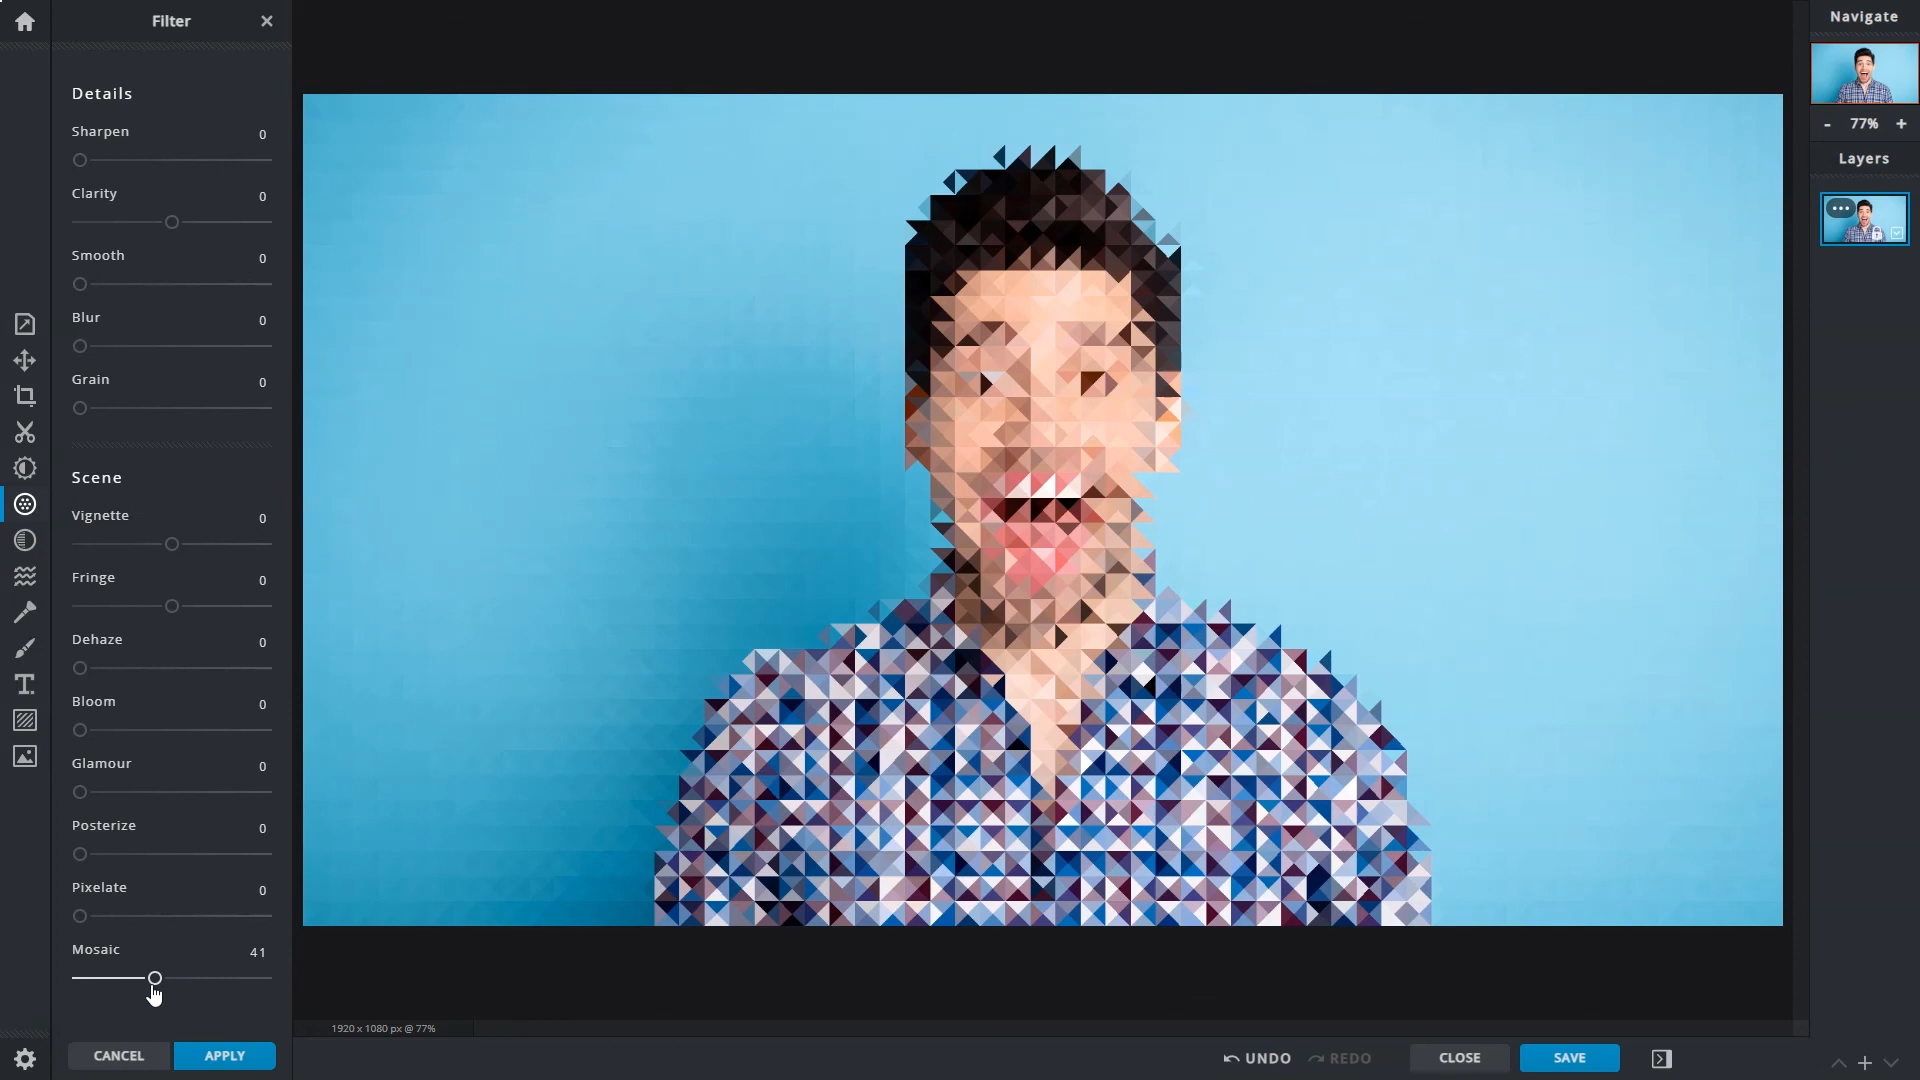 Filter
Navigate
Details
Sharpen 0
Clarity 0
Smooth 0
Blur 0
Grain 0
Scene
Vignette 0
Fringe 0
Dehaze 0
Bloom 0
Glamour 0
Posterize 0
Pixelate 0
Mosaic 41
CANCEL APPLY
1920 x 1080 px @ 77%
UNDO REDO CLOSE SAVE
- 77% +
Layers